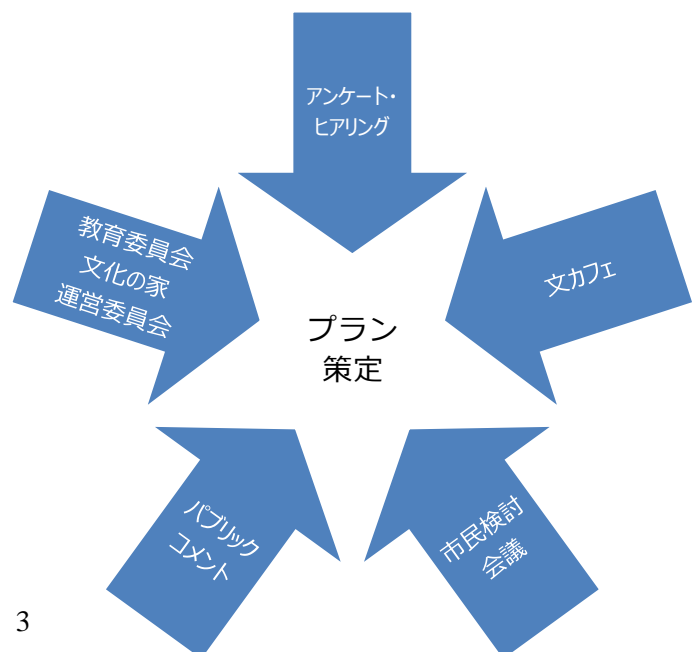 アンケート・
ヒアリング
教育委員会
文化の家
運営委員会
文カフェ
プラン
策定
パブリック
コメント
市民検討
会議
3